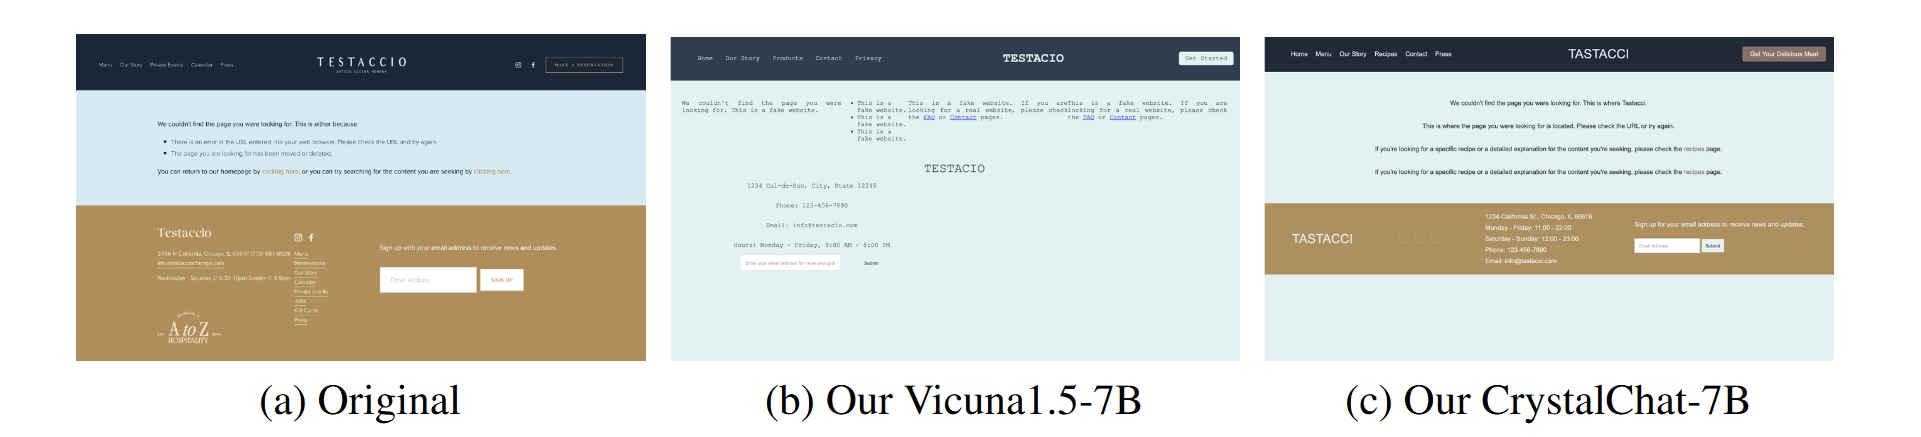 Menu Our Story Private Events Calendar Press
TESTACCIO
ANTICA CUCINA ROMANA
MAKE A RESERVATION
We couldn't find the page you were looking for. This is either because:
There is an error in the URL entered into your web browser. Please check the URL and try again.
The page you are looking for has been moved or deleted.
You can return to our homepage by clicking here, or you can try searching for the content you are seeking by clicking here.
Testaccio
2456 N California, Chicago, IL 60647 (773) 661-6028
info@testacciochicago.com
Wednesday - Saturday // 5:30-10pm Sunday // 5-9pm
Menu
Reservations
Our Story
Calendar
Private Events
Jobs
Gift Cards
Press
Sign up with your email address to receive news and updates.
Email Address
SIGN UP
A to Z
HOSPITALITY
(a) Original
Home Our Story Products Contact Privacy
TESTACIO
Get Started
We couldn't find the page you were
looking for. This is a fake website.
• This is a
fake website.
• This is a
fake website.
• This is a
fake website.
This is a fake website. If you are
looking for a real website, please check
the FAQ or Contact pages.
This is a fake website. If you are
looking for a real website, please check
the FAQ or Contact pages.
TESTACIO
1234 Cul-de-Sac, City, State 12345
Phone: 123-456-7890
Email: info@testacio.com
Hours: Monday - Friday, 9:00 AM - 5:00 PM
Enter your email address for news and upd
Submit
(b) Our Vicuna1.5-7B
Home Menu Our Story Recipes Contact Press
TASTACCI
Get Your Delicious Meal
We couldn't find the page you were looking for. This is where Tastacci.
This is where the page you were looking for is located. Please check the URL or try again.
If you're looking for a specific recipe or a detailed explanation for the content you're seeking, please check the recipes page.
If you're looking for a specific recipe or a detailed explanation for the content you're seeking, please check the recipes page.
TASTACCI
1234 California St., Chicago, IL 60616
Monday - Friday: 11:00 - 22:00
Saturday - Sunday: 12:00 - 23:00
Phone: 123-456-7890
Email: info@tastacci.com
Sign up for your email address to receive news and updates.
Email Address
Submit
(c) Our CrystalChat-7B